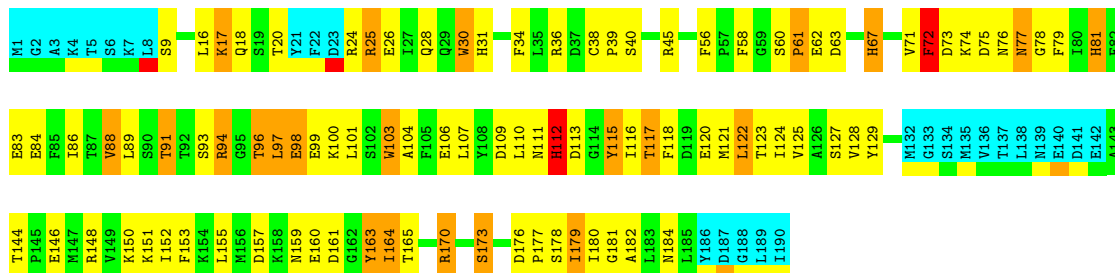 M1 G2 A3 K4 T5 S6 K7 L8 S9 L16 K17 Q18 S19 T20 Y21 F22 D23 R24 R25 E26 I27 Q28 Q29 W30 H31 F34 L35 R36 D37 C38 P39 S40 R45 F56 P57 F58 G59 S60 P61 E62 D63 H67 V71 F72 D73 K74 D75 N76 N77 G78 F79 I80 H81 F82
E83 E84 F85 I86 T87 V88 L89 S90 T91 T92 S93 R94 G95 T96 L97 E98 E99 K100 L101 S102 W103 A104 F105 E106 L107 Y108 D109 L110 N111 H112 D113 G114 Y115 I116 T117 F118 D119 E120 M121 L122 T123 I124 V125 A126 S127 V128 Y129 M132 G133 S134 M135 V136 T137 L138 N139 E140 D141 E142 A143
T144 P145 E146 M147 R148 V149 K150 K151 I152 F153 K154 L155 M156 D157 K158 N159 E160 D161 G162 Y163 I164 T165 R170 S173 D176 P177 S178 I179 I180 G181 A182 L183 N184 L185 Y186 D187 G188 L189 I190